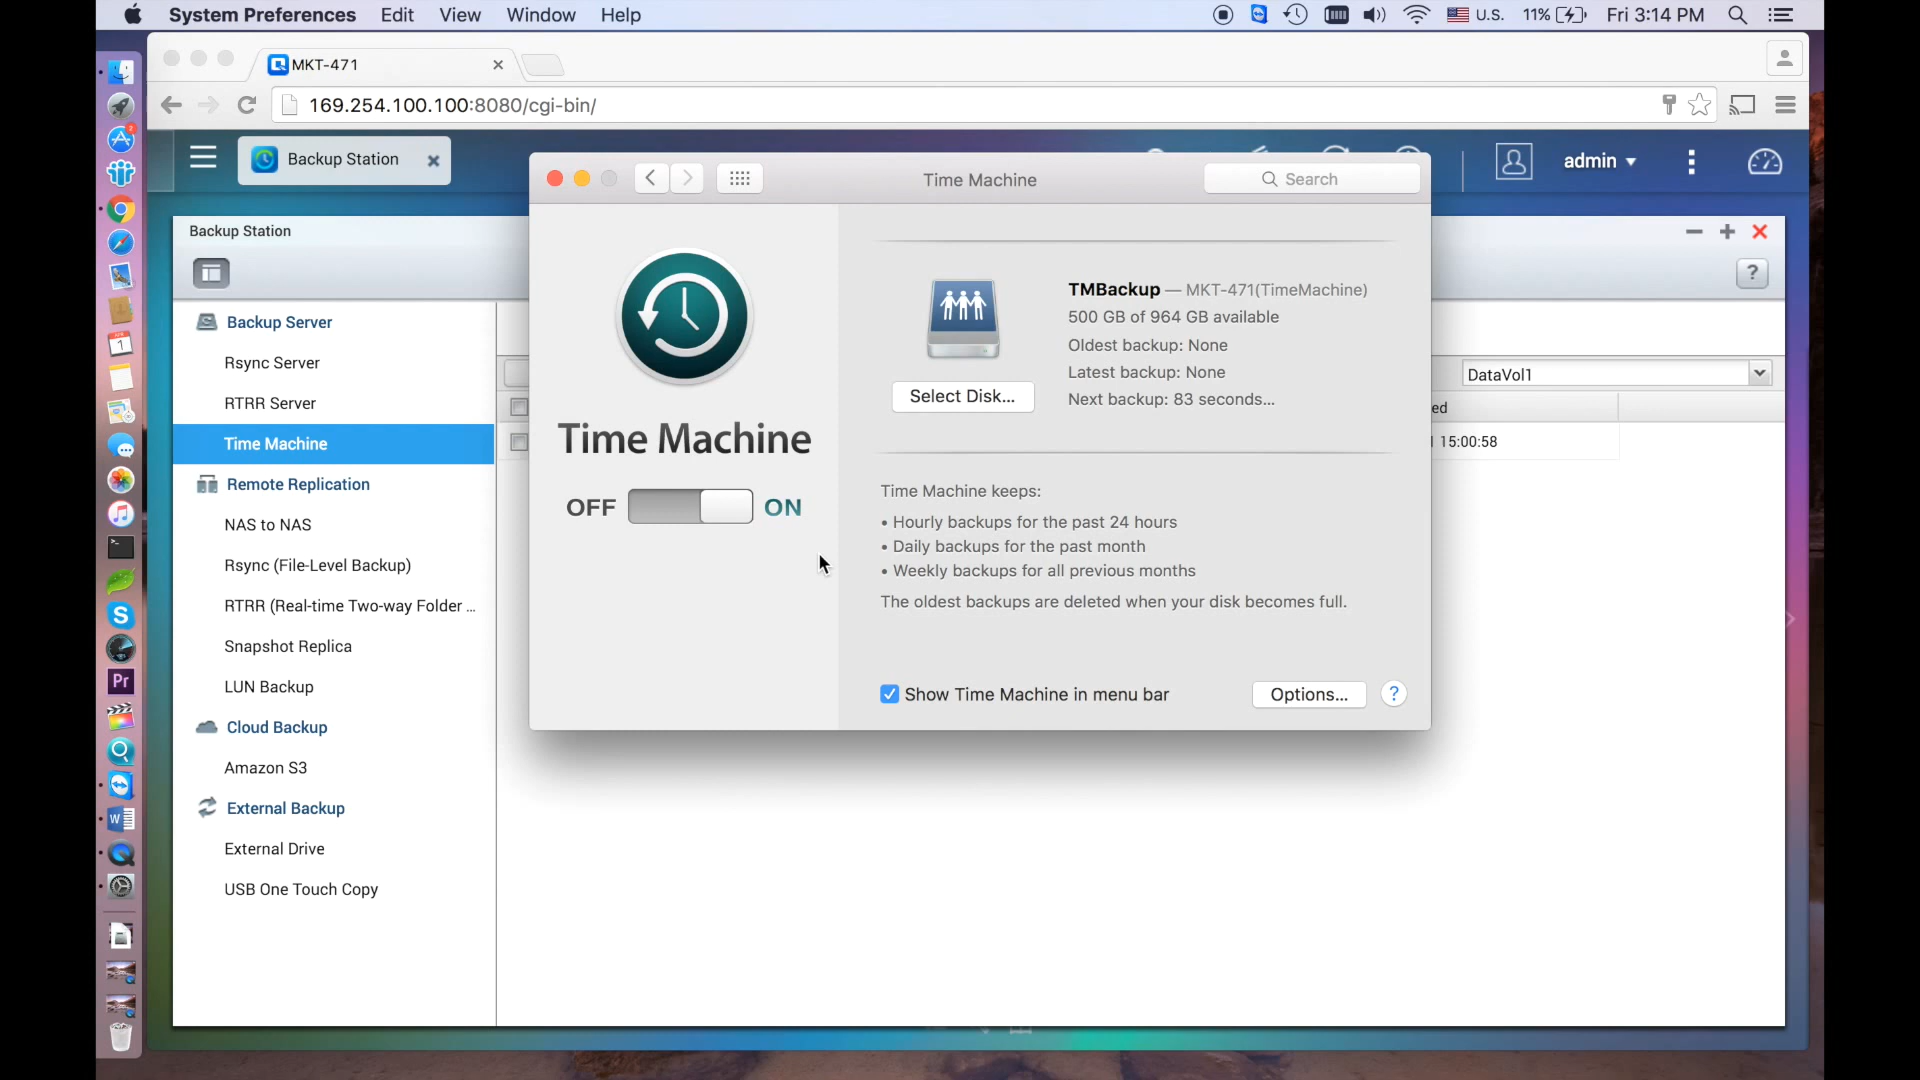 System Preferences Edit View Window Help
U.S. 11% Fri 3:14 PM
MKT-471
169.254.100.100:8080/cgi-bin/
Backup Station
admin
Time Machine
Search
Backup Station
?
Backup Server
Rsync Server
RTRR Server
Time Machine
Remote Replication
NAS to NAS
Rsync (File-Level Backup)
RTRR (Real-time Two-way Folder ...
Snapshot Replica
LUN Backup
Cloud Backup
Amazon S3
External Backup
External Drive
USB One Touch Copy
Time Machine
OFF ON
Select Disk...
TMBackup — MKT-471(TimeMachine)
500 GB of 964 GB available
Oldest backup: None
Latest backup: None
Next backup: 83 seconds...
Time Machine keeps:
• Hourly backups for the past 24 hours
• Daily backups for the past month
• Weekly backups for all previous months
The oldest backups are deleted when your disk becomes full.
Show Time Machine in menu bar
Options...
?
DataVol1
ed
15:00:58
1
S
Pr
W